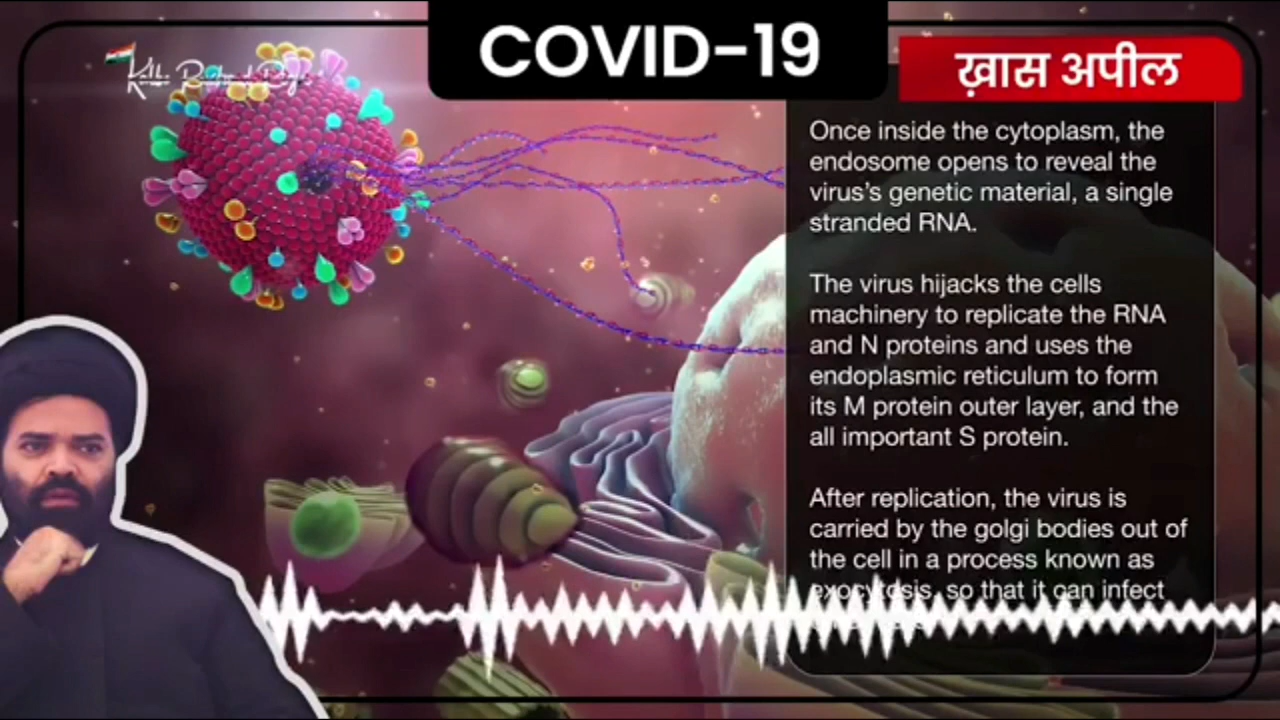 COVID-19
ख़ास अपील
Once inside the cytoplasm, the
endosome opens to reveal the
virus's genetic material, a single
stranded RNA.
The virus hijacks the cells
machinery to replicate the RNA
and N proteins and uses the
endoplasmic reticulum to form
its M protein outer layer, and the
all important S protein.
After replication, the virus is
carried by the golgi bodies out of
the cell in a process known as
exocytosis, so that it can infect